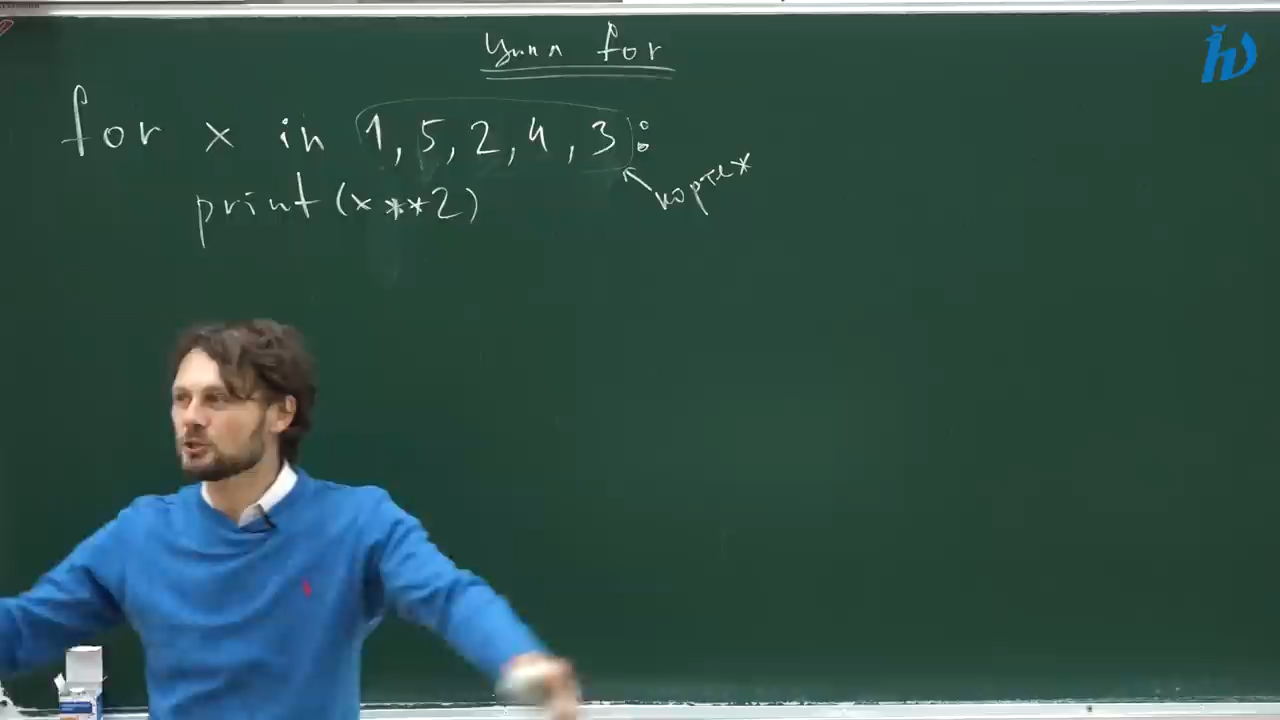 Цикл for
for x in 1, 5, 2, 4, 3:
кортеж
print(x**2)